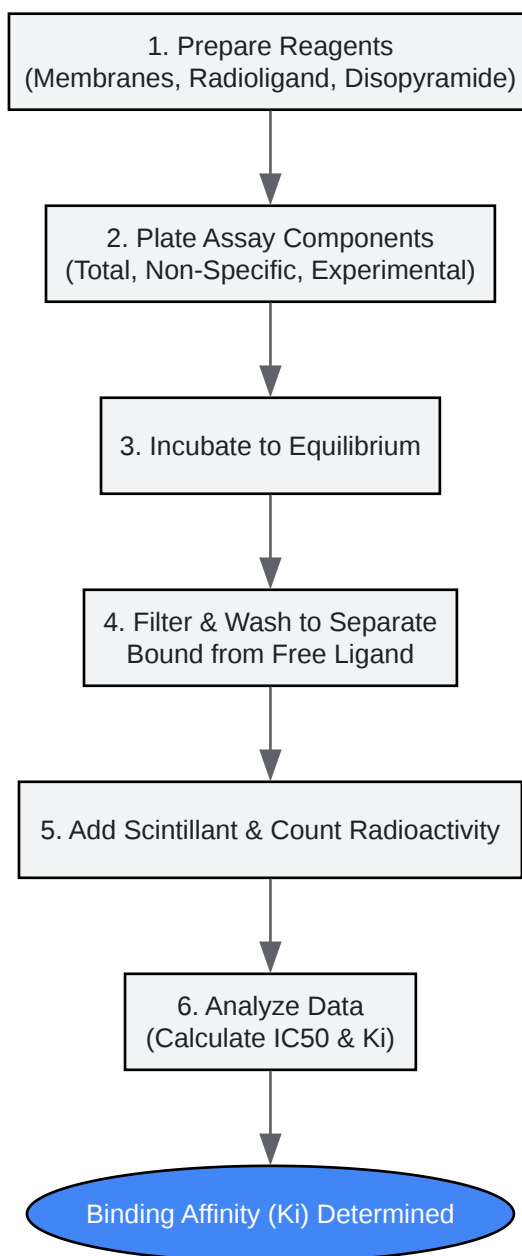 1. Prepare Reagents
(Membranes, Radioligand, Disopyramide)
2. Plate Assay Components
(Total, Non-Specific, Experimental)
3. Incubate to Equilibrium
4. Filter & Wash to Separate
Bound from Free Ligand
5. Add Scintillant & Count Radioactivity
6. Analyze Data
(Calculate IC50 & Ki)
Binding Affinity (Ki) Determined